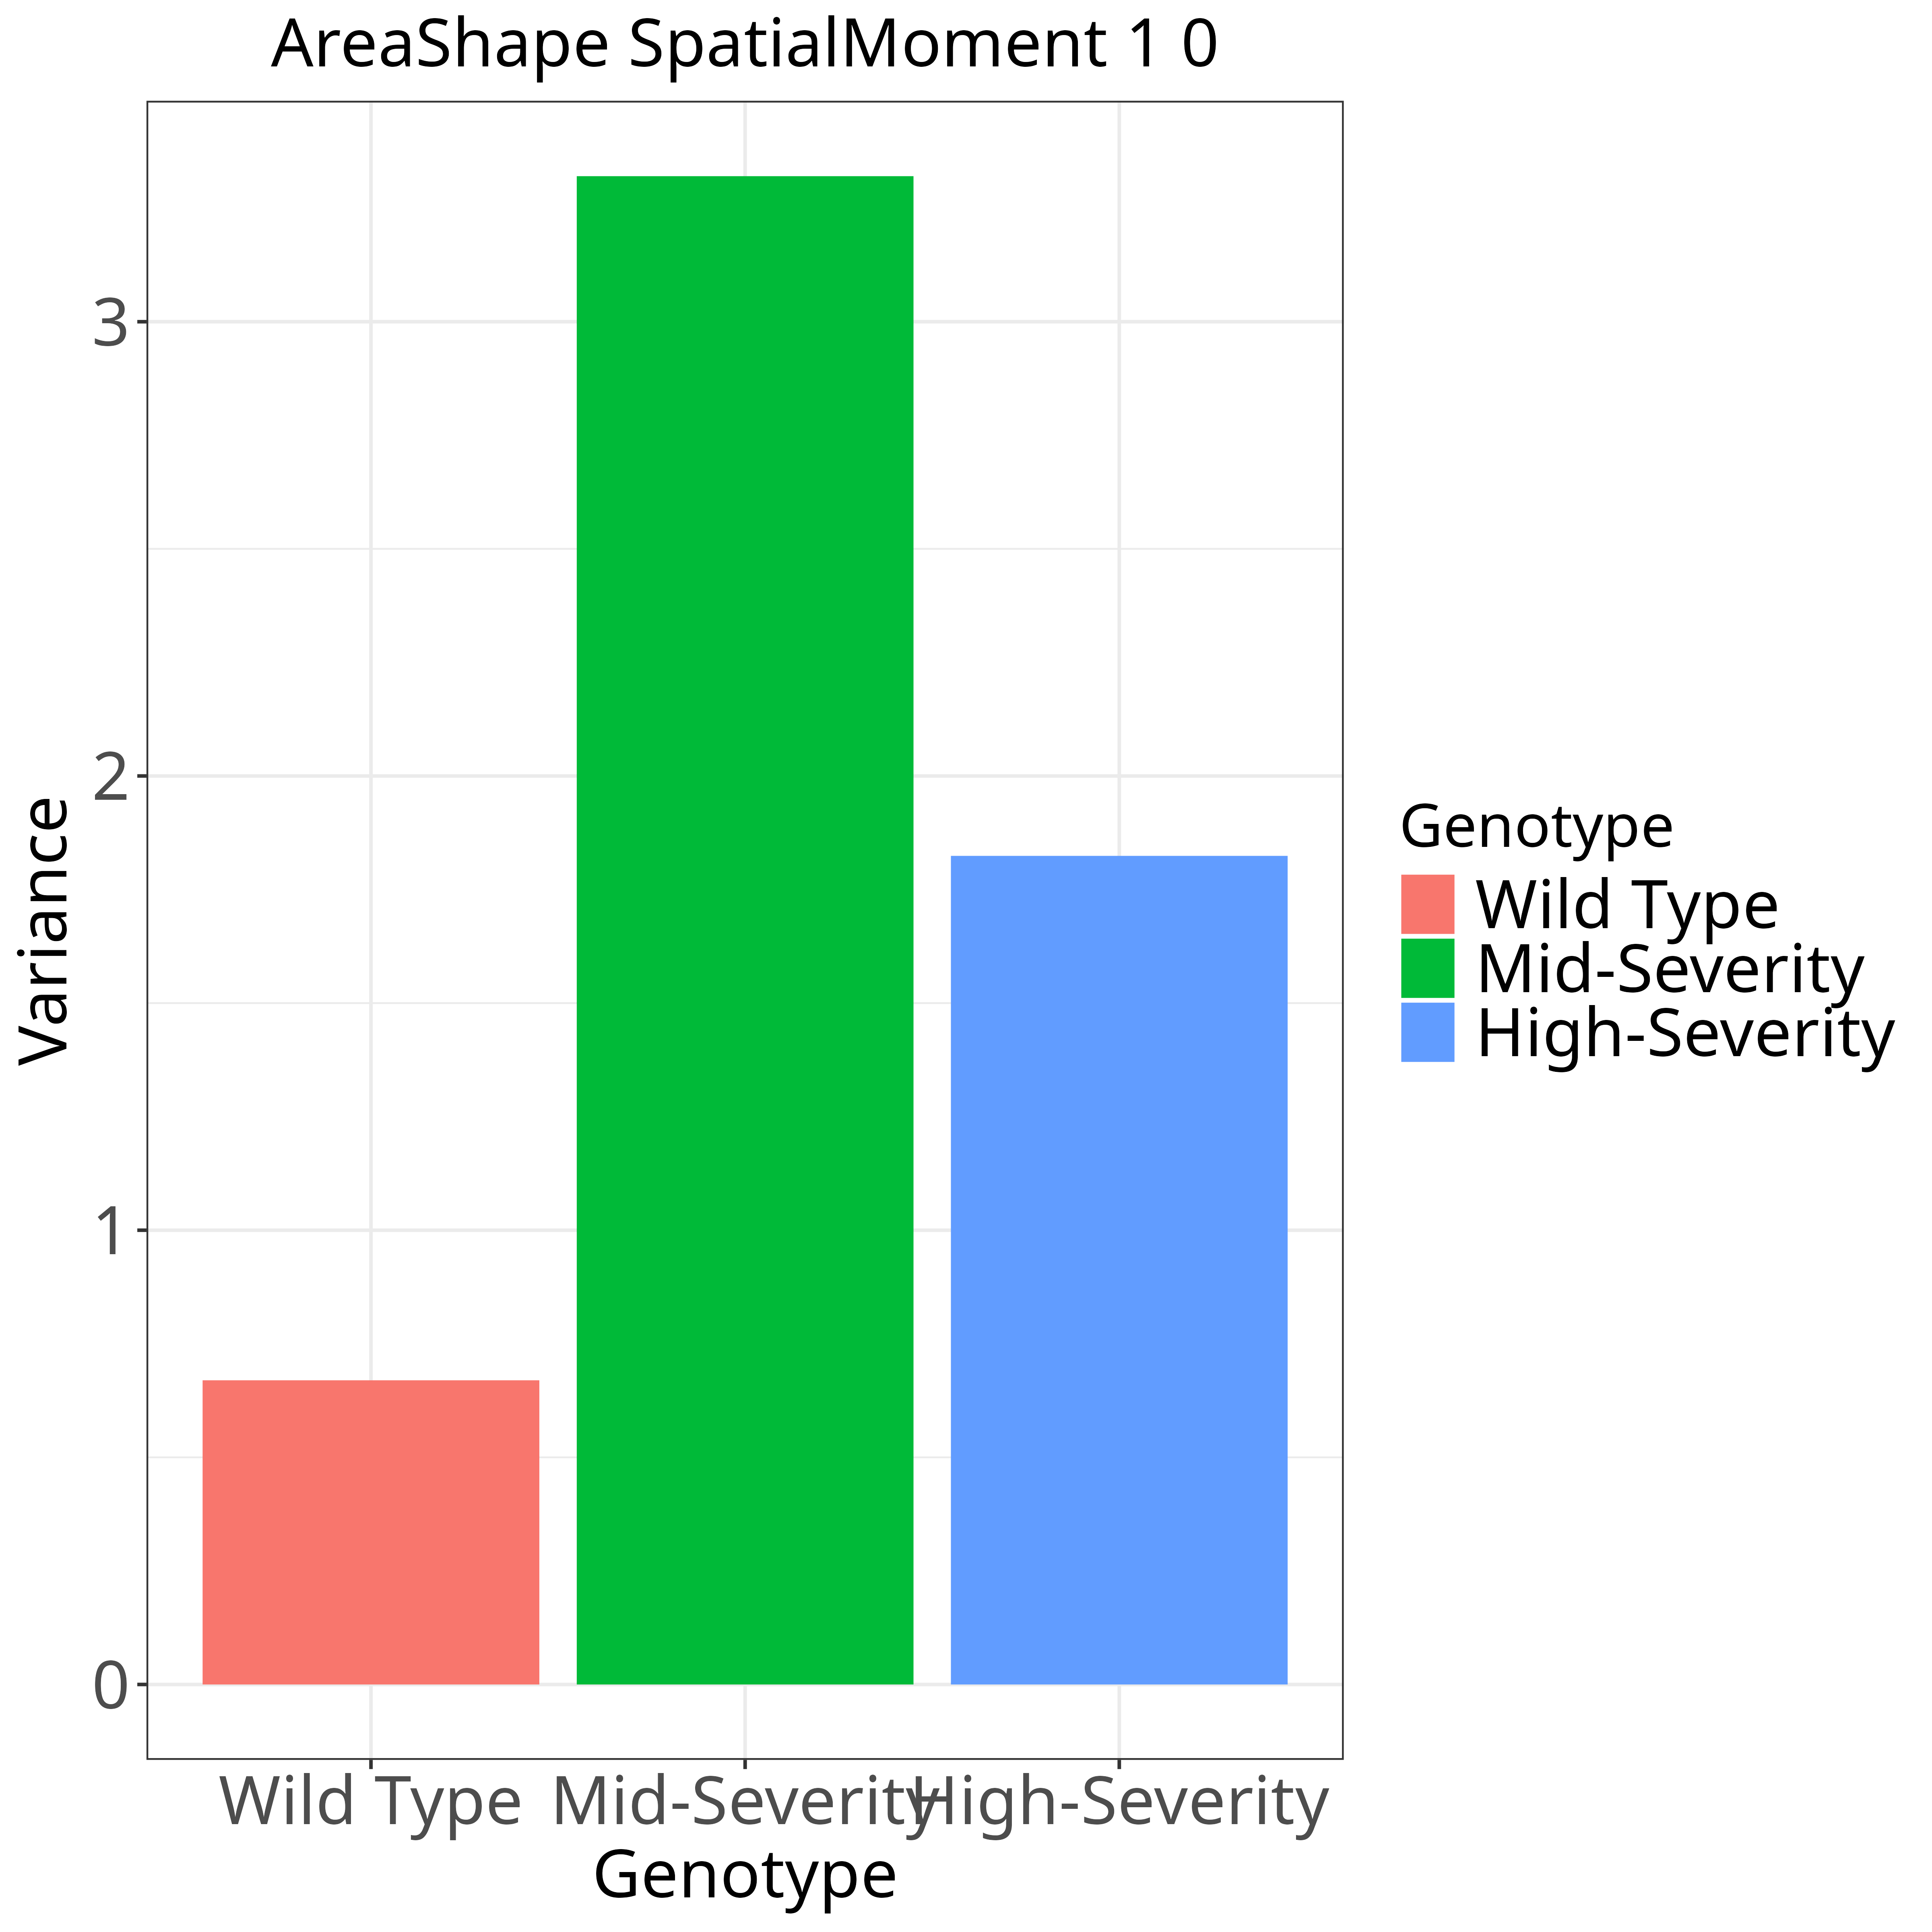 AreaShape SpatialMoment 1 0
3
2
1
0
Variance
Wild Type Mid-Severity High-Severity
Genotype
Genotype
Wild Type
Mid-Severity
High-Severity